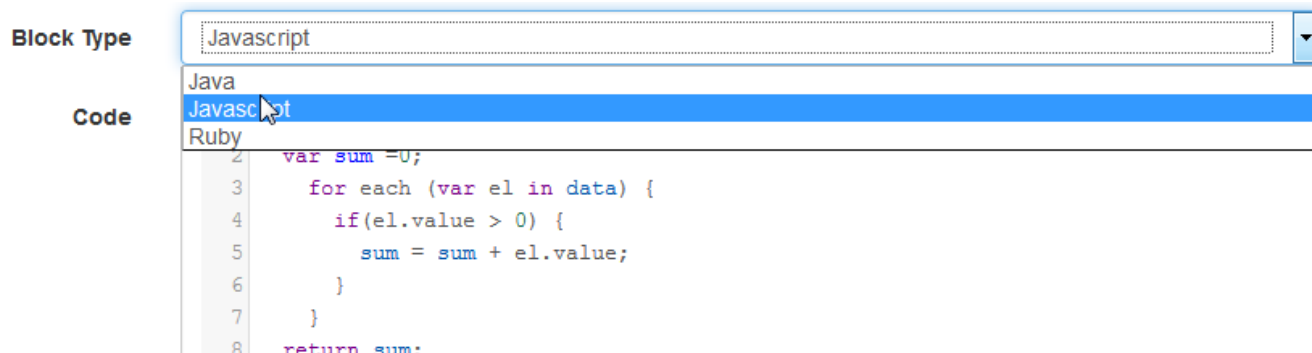 Block Type Javascript
Java
Javascript
Code
Ruby
2 var sum =0;
3 for each (var el in data) {
4 if(el.value > 0) {
5 sum = sum + el.value;
6 }
7 }
8 return sum;